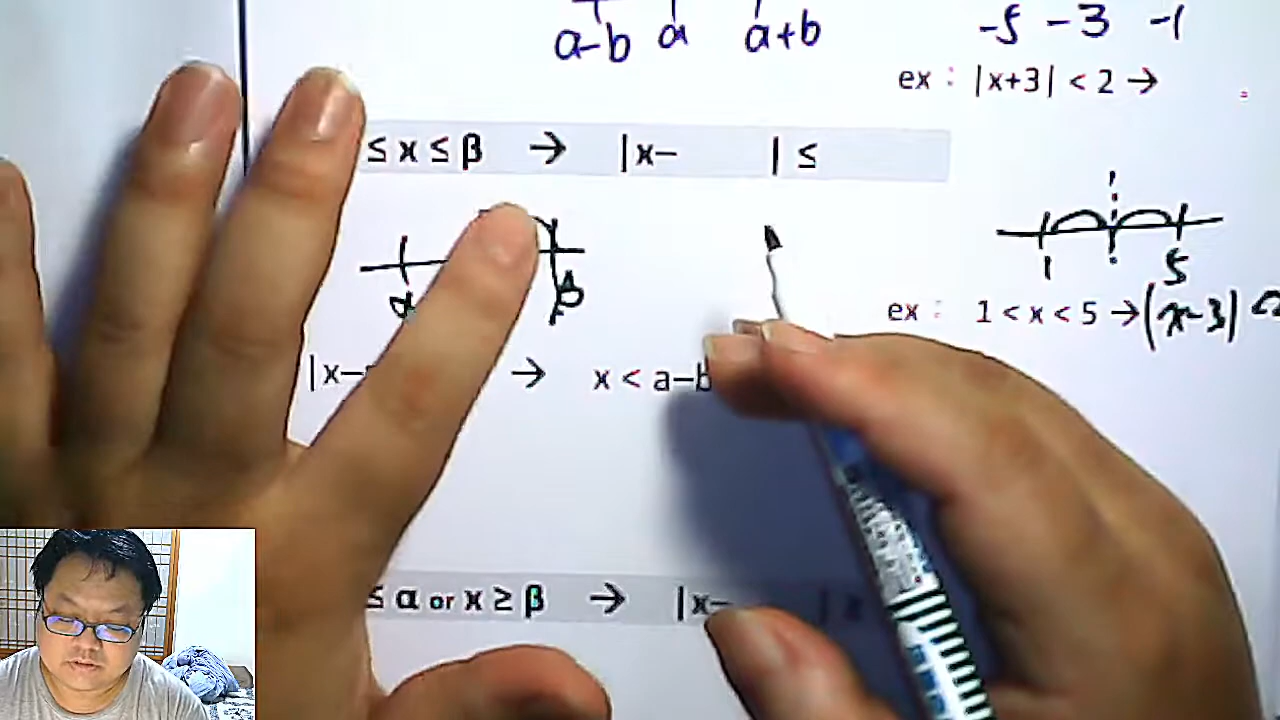 a-b a a+b
-5 -3 -1
ex : |x+3| < 2 →
≤ x ≤ β → |x- | ≤
1 5
α β
ex : 1 < x < 5 → |x-3| <
|x- → x < a-b
≤ α or x ≥ β → |x-